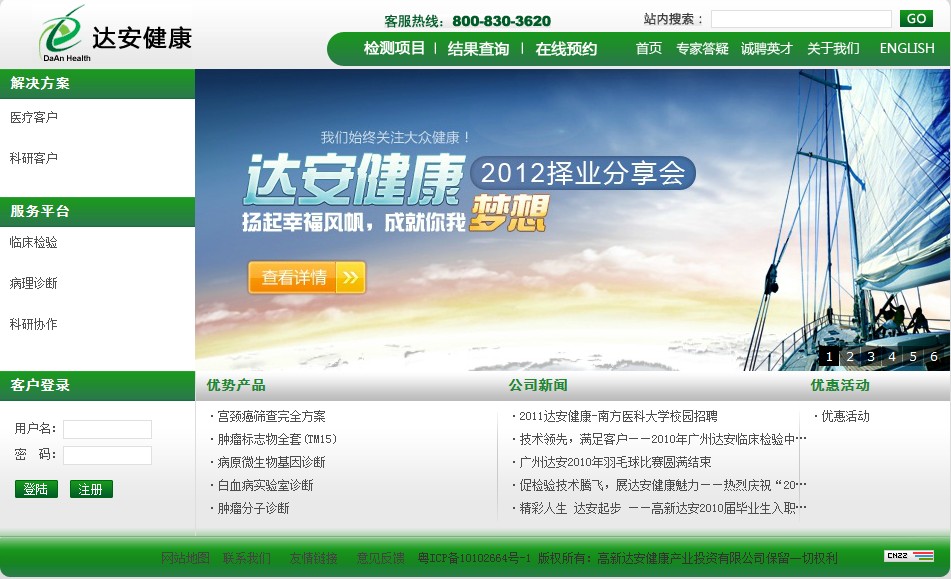 达安健康
DaAn Health
客服热线：800-830-3620
站内搜索：
GO
检测项目 | 结果查询 | 在线预约
首页 专家答疑 诚聘英才 关于我们 ENGLISH
解决方案
医疗客户
科研客户
服务平台
临床检验
病理诊断
科研协作
我们始终关注大众健康！
达安健康 2012择业分享会
扬起幸福风帆，成就你我梦想
查看详情 »
1 2 3 4 5 6
客户登录
用户名：
密 码：
登陆 注册
优势产品
·宫颈癌筛查完全方案
·肿瘤标志物全套(TM15)
·病原微生物基因诊断
·白血病实验室诊断
·肿瘤分子诊断
公司新闻
·2011达安健康-南方医科大学校园招聘
·技术领先，满足客户——2010年广州达安临床检验中…
·广州达安2010年羽毛球比赛圆满结束
·促检验技术腾飞，展达安健康魅力——热烈庆祝“20…
·精彩人生 达安起步 ——高新达安2010届毕业生入职…
优惠活动
·优惠活动
网站地图 联系我们 友情链接 意见反馈 粤ICP备10102664号-1 版权所有：高新达安健康产业投资有限公司保留一切权利
CNZZ